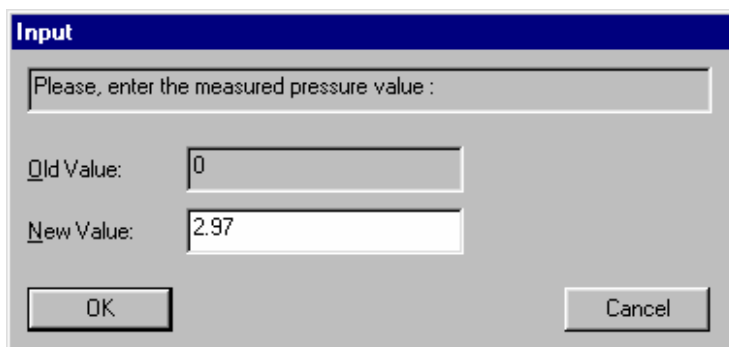 Input
Please, enter the measured pressure value :
Old Value: 0
New Value: 2.97
OK Cancel